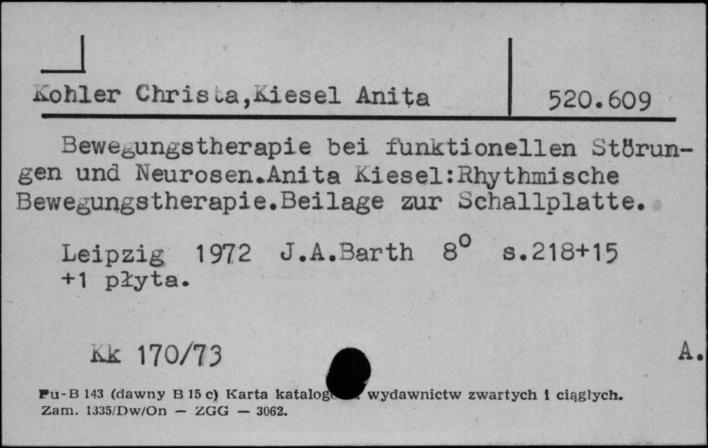 Kohler Christa,Kiesel Anita 520.609
Bewegungstherapie bei funktionellen Störun-
gen und Neurosen.Anita Kiesel:Rhythmische
Bewegungstherapie.Beilage zur Schallplatte.
Leipzig 1972 J.A.Barth 8° s.218+15
+1 płyta.
Kk 170/73 A.
Pu-B 143 (dawny B 15 c) Karta wydawnictw zwartych i ciągłych.
Zam. 1335/Dw/On — ZGG — 3062.